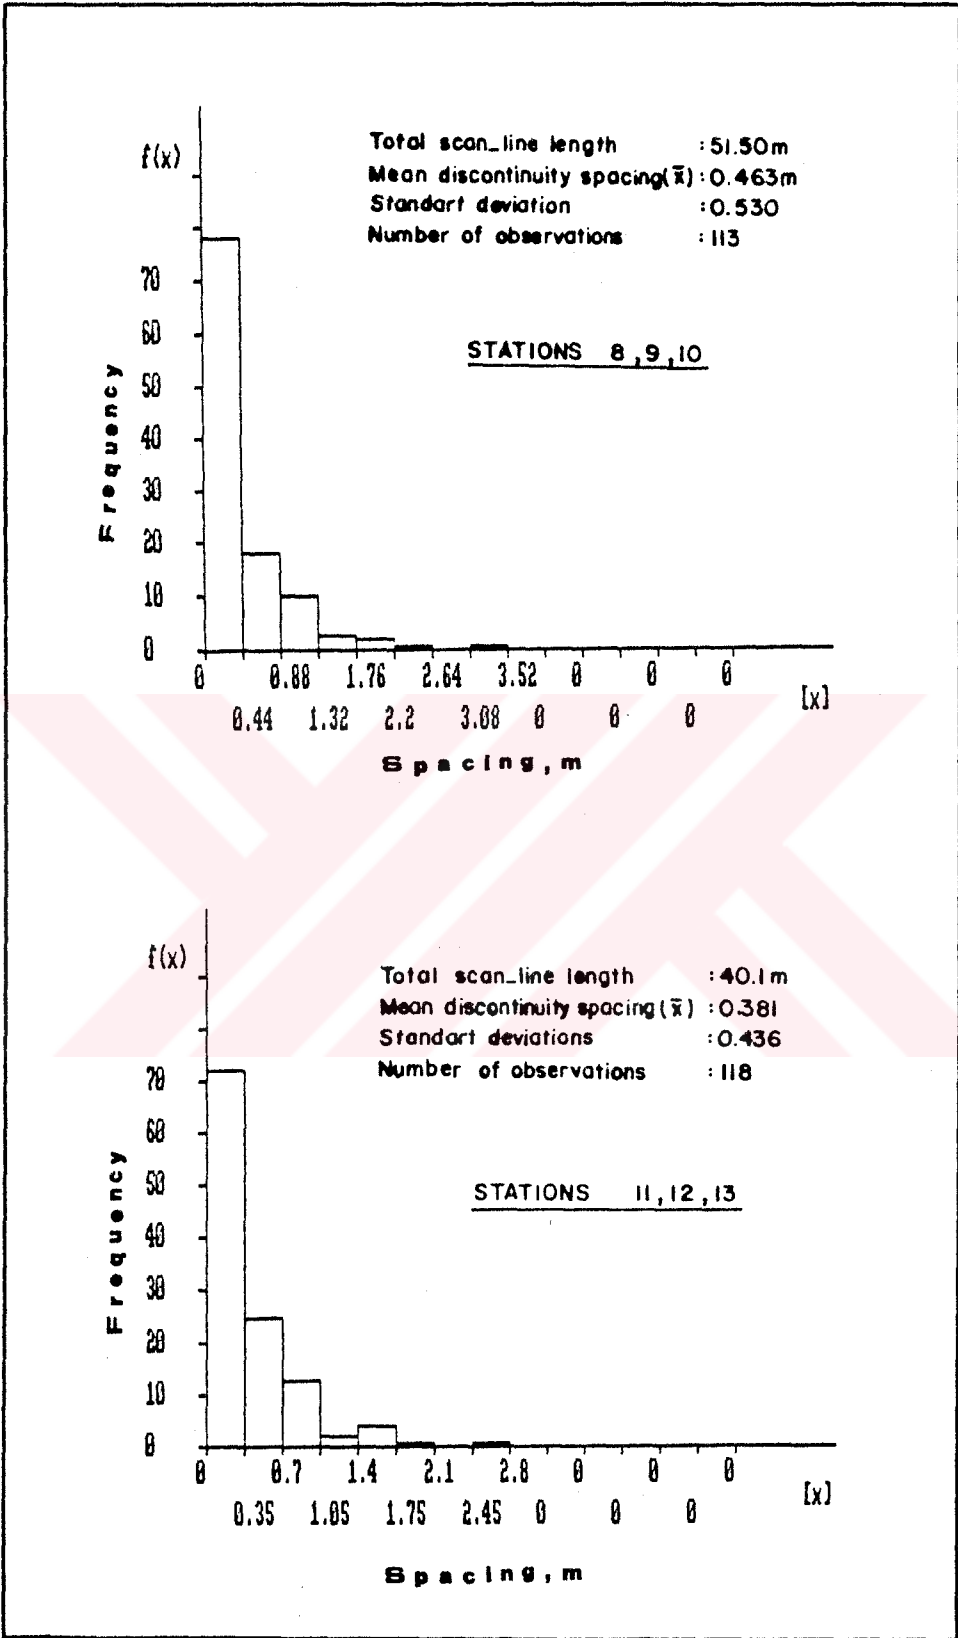 f(x)
Total scan_line length :51.50m
Mean discontinuity spacing(x̄):0.463m
Standart deviation :0.530
Number of observations :113
STATIONS 8,9,10
Frequency
70
60
50
40
30
20
10
0
0 0.88 1.76 2.64 3.52 0 0 0
0.44 1.32 2.2 3.08 0 0 0
[x]
Spacing, m
f(x)
Total scan_line length :40.1m
Mean discontinuity spacing(x̄) :0.381
Standart deviations :0.436
Number of observations :118
STATIONS 11,12,13
Frequency
70
60
50
40
30
20
10
0
0 0.7 1.4 2.1 2.8 0 0 0
0.35 1.05 1.75 2.45 0 0 0
[x]
Spacing, m